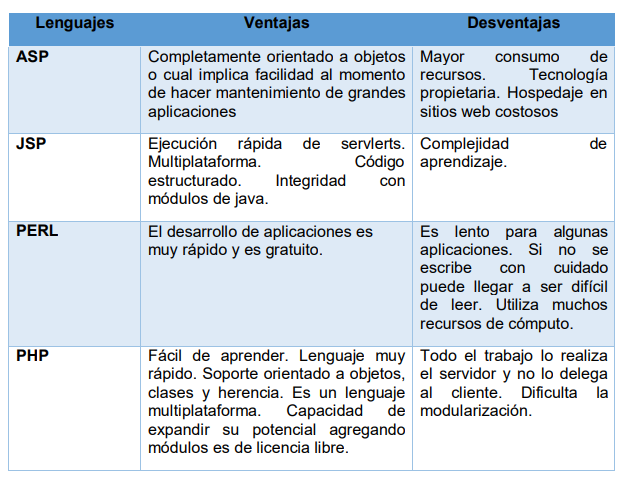 Lenguajes Ventajas Desventajas
ASP
Completamente orientado a objetos
o cual implica facilidad al momento
de hacer mantenimiento de grandes
aplicaciones
Mayor consumo de
recursos. Tecnología
propietaria. Hospedaje en
sitios web costosos
JSP
Ejecución rápida de servlerts.
Multiplataforma. Código
estructurado. Integridad con
módulos de java.
Complejidad de
aprendizaje.
PERL
El desarrollo de aplicaciones es
muy rápido y es gratuito.
Es lento para algunas
aplicaciones. Si no se
escribe con cuidado
puede llegar a ser difícil
de leer. Utiliza muchos
recursos de cómputo.
PHP
Fácil de aprender. Lenguaje muy
rápido. Soporte orientado a objetos,
clases y herencia. Es un lenguaje
multiplataforma. Capacidad de
expandir su potencial agregando
módulos es de licencia libre.
Todo el trabajo lo realiza
el servidor y no lo delega
al cliente. Dificulta la
modularización.